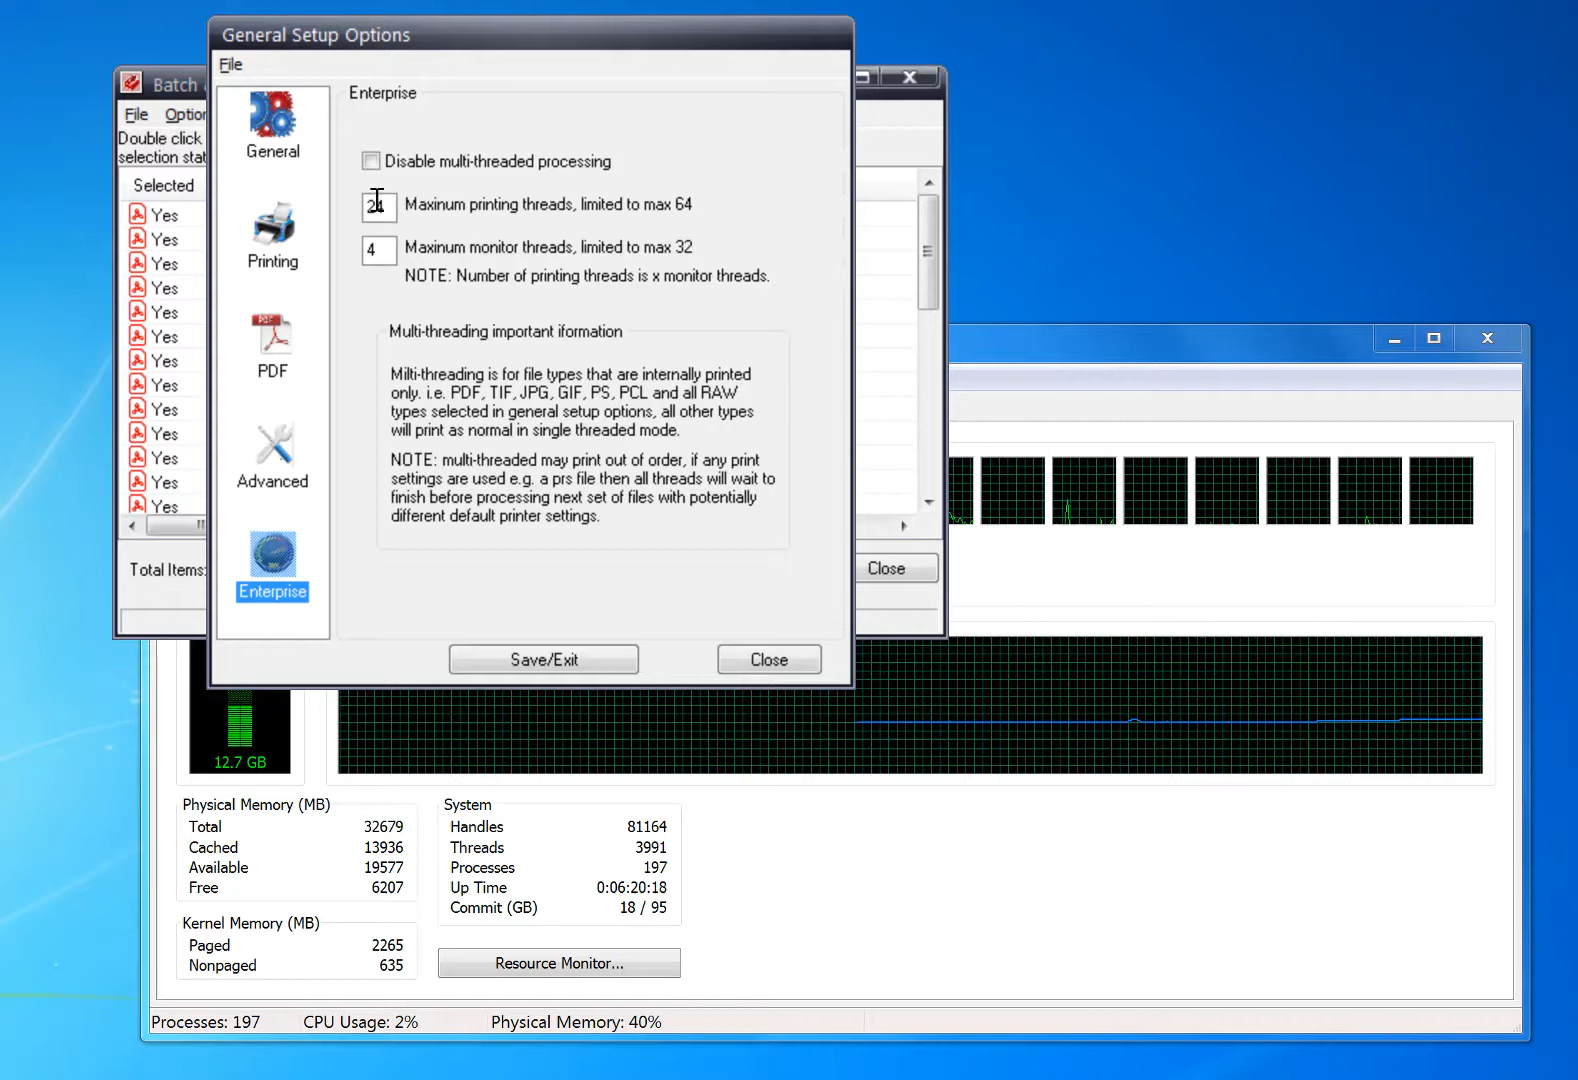 General Setup Options
File
Batch
File Option
Double click
selection stat
Selected
Yes
Yes
Yes
Yes
Yes
Yes
Yes
Yes
Yes
Yes
Yes
Yes
Yes
Total Items:
Close
General
Printing
PDF
Advanced
Enterprise
Enterprise
Disable multi-threaded processing
24 Maxinum printing threads, limited to max 64
4 Maxinum monitor threads, limited to max 32
NOTE: Number of printing threads is x monitor threads.
Multi-threading important iformation
Milti-threading is for file types that are internally printed
only. i.e. PDF, TIF, JPG, GIF, PS, PCL and all RAW
types selected in general setup options, all other types
will print as normal in single threaded mode.
NOTE: multi-threaded may print out of order, if any print
settings are used e.g. a prs file then all threads will wait to
finish before processing next set of files with potentially
different default printer settings.
Save/Exit Close
12.7 GB
Physical Memory (MB)
Total 32679
Cached 13936
Available 19577
Free 6207
Kernel Memory (MB)
Paged 2265
Nonpaged 635
System
Handles 81164
Threads 3991
Processes 197
Up Time 0:06:20:18
Commit (GB) 18 / 95
Resource Monitor...
Processes: 197 CPU Usage: 2% Physical Memory: 40%